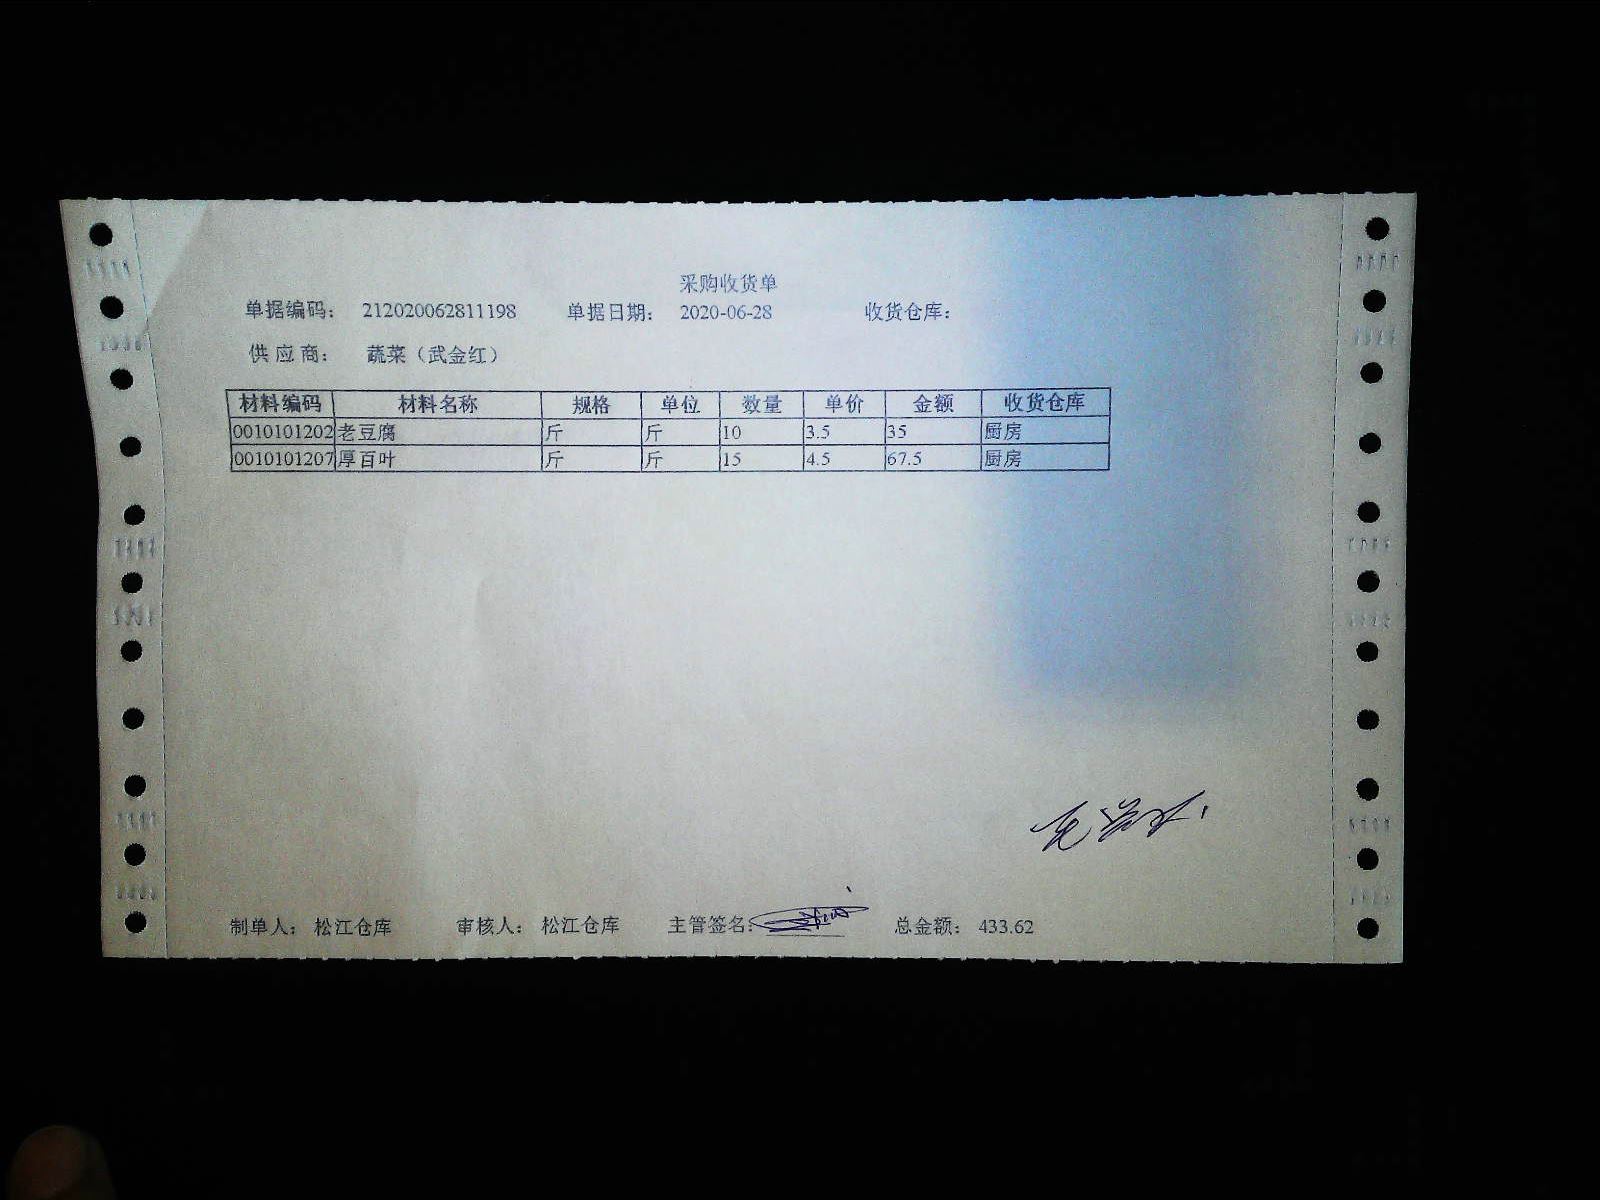 采购收货单
单据编码： 212020062811198 单据日期： 2020-06-28 收货仓库：
供 应 商： 蔬菜（武金红）
材料编码 材料名称 规格 单位 数量 单价 金额 收货仓库
0010101202 老豆腐 斤 斤 10 3.5 35 厨房
0010101207 厚百叶 斤 斤 15 4.5 67.5 厨房
制单人： 松江仓库 审核人： 松江仓库 主管签名： 总金额： 433.62